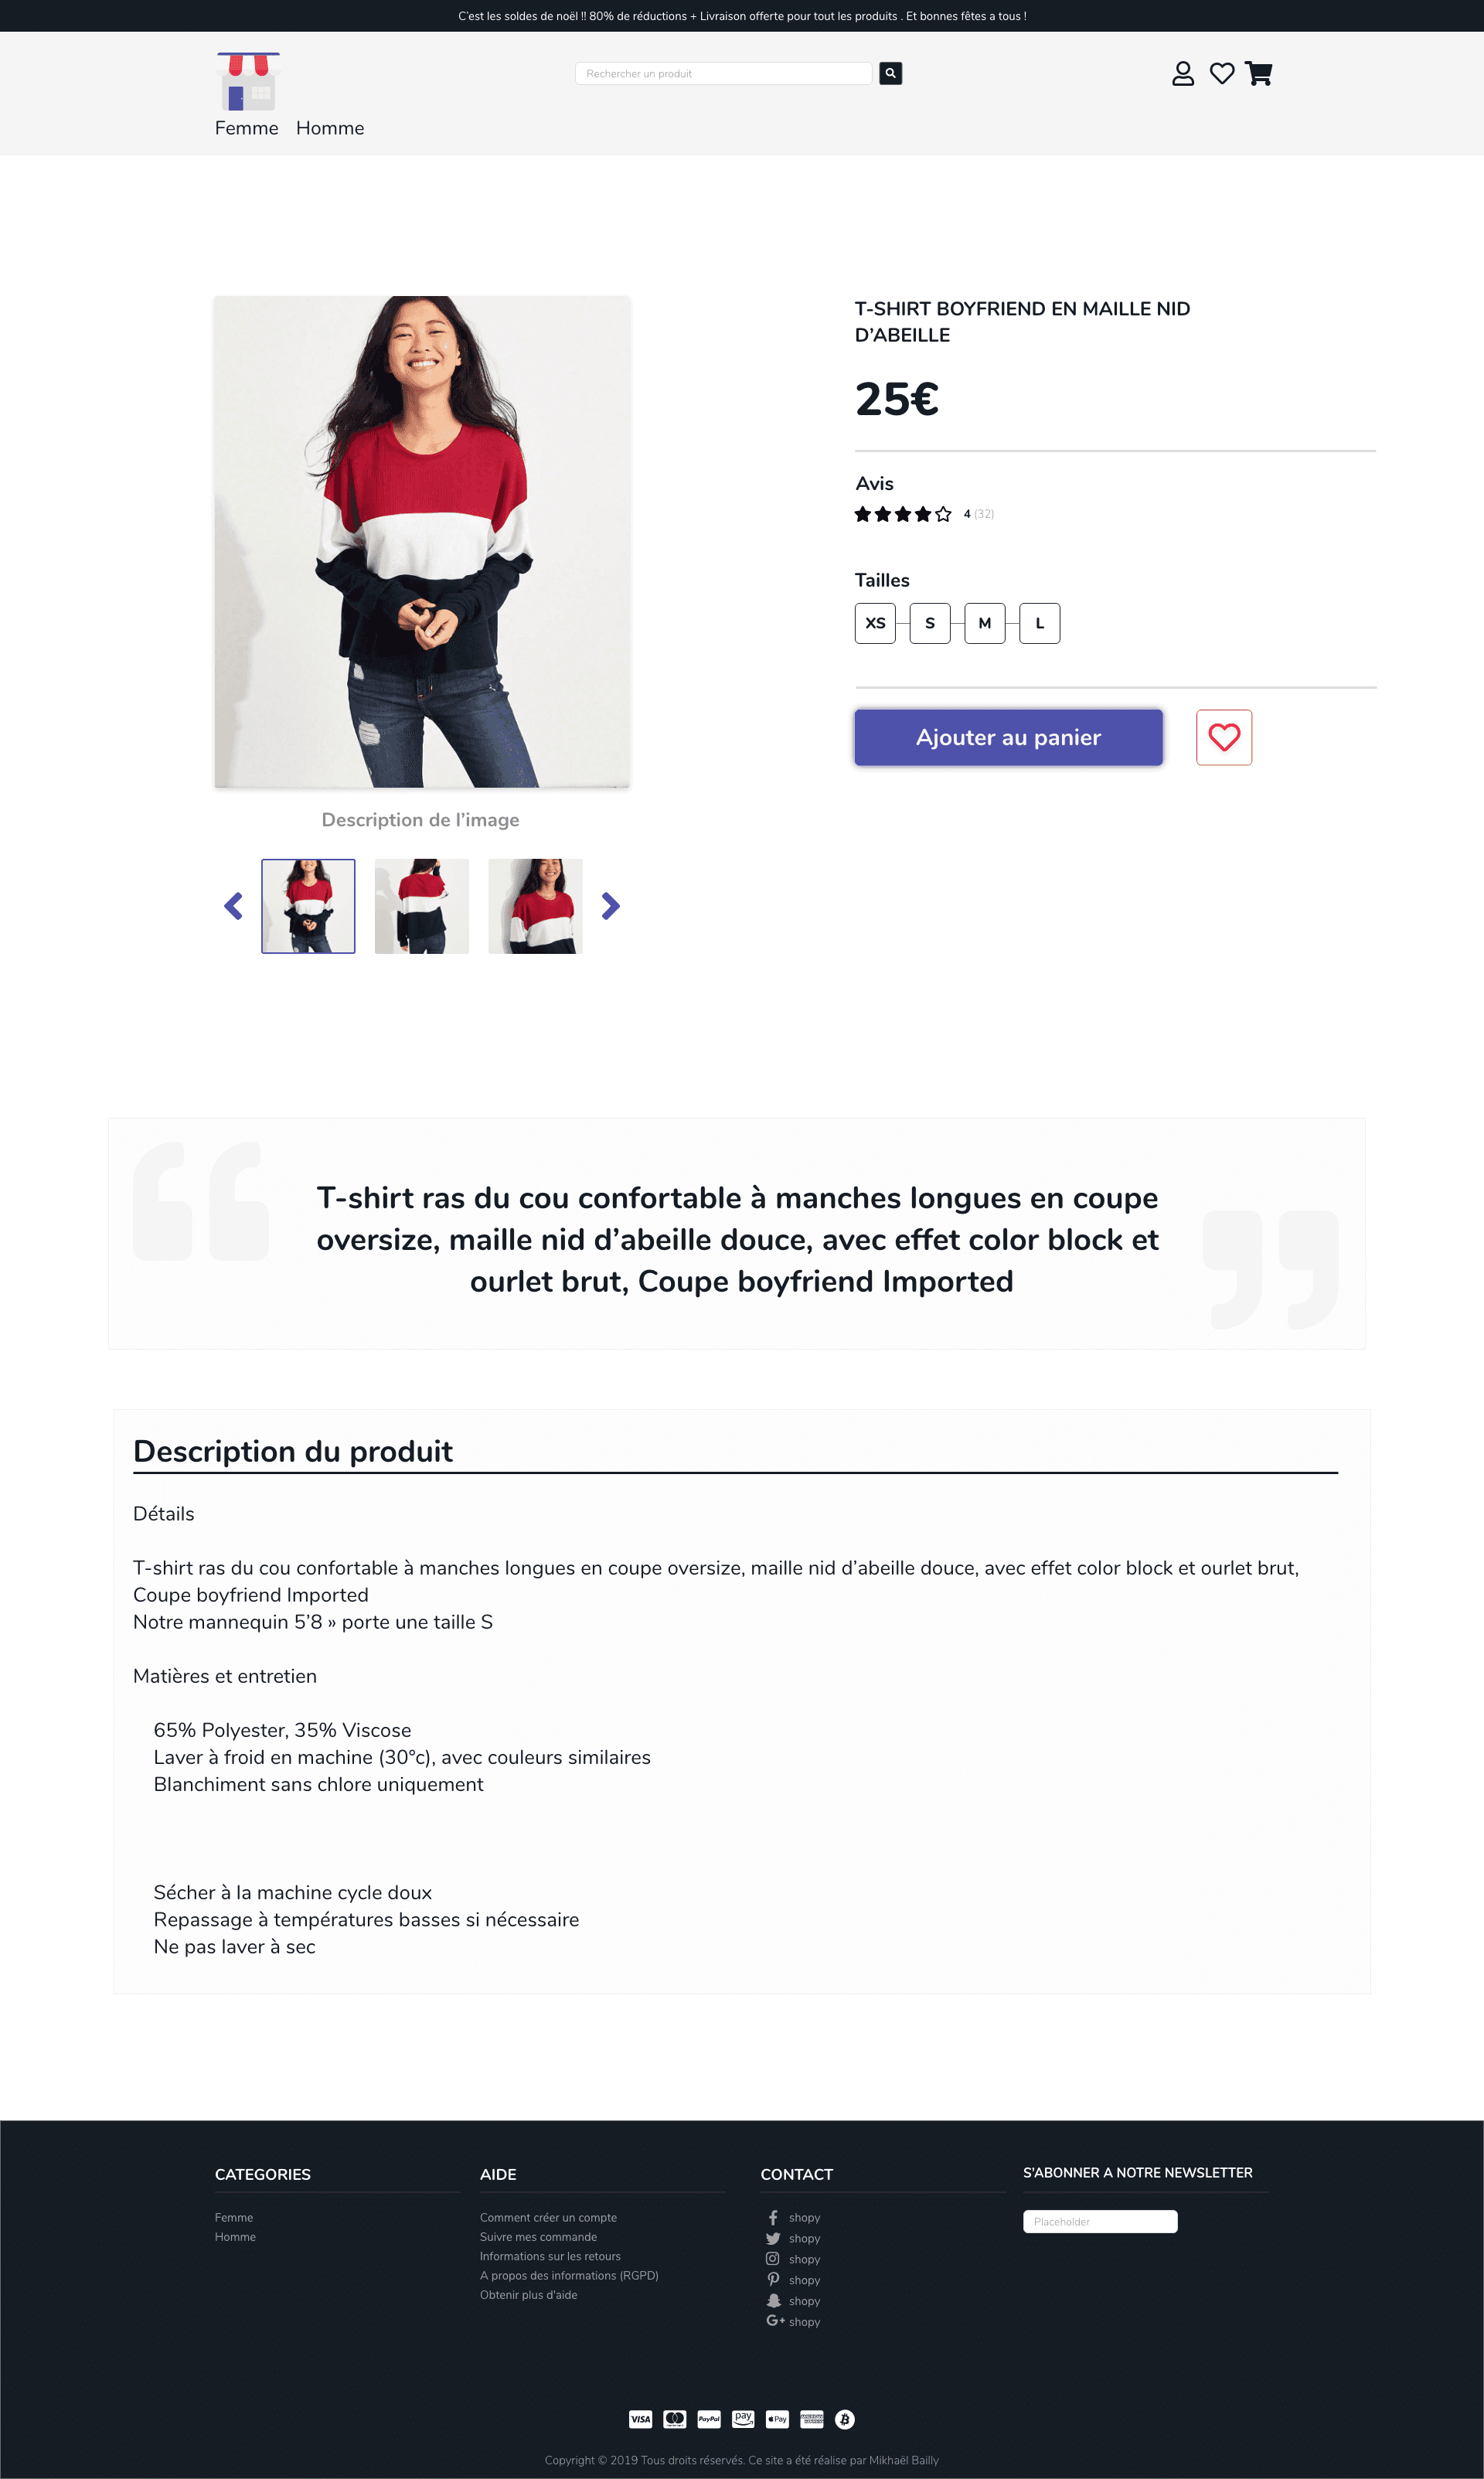 C’est les soldes de noël !! 80% de réductions + Livraison offerte pour tout les produits . Et bonnes fêtes a tous !
Rechercher un produit
Femme Homme
T-SHIRT BOYFRIEND EN MAILLE NID
D’ABEILLE
25€
Avis
4 (32)
Tailles
XS S M L
Ajouter au panier
Description de l’image
T-shirt ras du cou confortable à manches longues en coupe
oversize, maille nid d’abeille douce, avec effet color block et
ourlet brut, Coupe boyfriend Imported
Description du produit
Détails
T-shirt ras du cou confortable à manches longues en coupe oversize, maille nid d’abeille douce, avec effet color block et ourlet brut,
Coupe boyfriend Imported
Notre mannequin 5’8 » porte une taille S
Matières et entretien
65% Polyester, 35% Viscose
Laver à froid en machine (30°c), avec couleurs similaires
Blanchiment sans chlore uniquement
Sécher à la machine cycle doux
Repassage à températures basses si nécessaire
Ne pas laver à sec
CATEGORIES
Femme
Homme
AIDE
Comment créer un compte
Suivre mes commande
Informations sur les retours
A propos des informations (RGPD)
Obtenir plus d'aide
CONTACT
shopy
shopy
shopy
shopy
shopy
G+ shopy
S’ABONNER A NOTRE NEWSLETTER
Placeholder
VISA PayPal pay Pay
Copyright © 2019 Tous droits réservés. Ce site a été réalise par Mikhaël Bailly